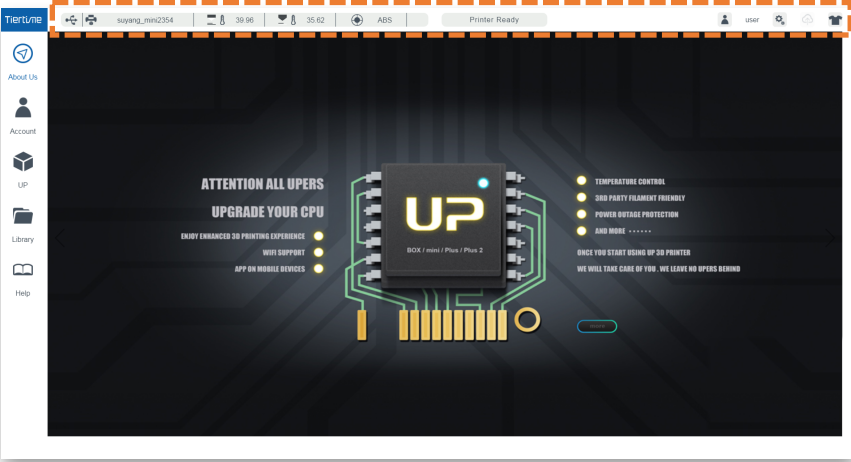 Tiertime
suyang_mini2354
39.96
35.62
ABS
Printer Ready
user
About Us
Account
UP
Library
Help
ATTENTION ALL UPERS
UPGRADE YOUR CPU
ENJOY ENHANCED 3D PRINTING EXPERIENCE
WIFI SUPPORT
APP ON MOBILE DEVICES
UP
BOX / mini / Plus / Plus 2
TEMPERATURE CONTROL
3RD PARTY FILAMENT FRIENDLY
POWER OUTAGE PROTECTION
AND MORE ······
ONCE YOU START USING UP 3D PRINTER
WE WILL TAKE CARE OF YOU . WE LEAVE NO UPERS BEHIND